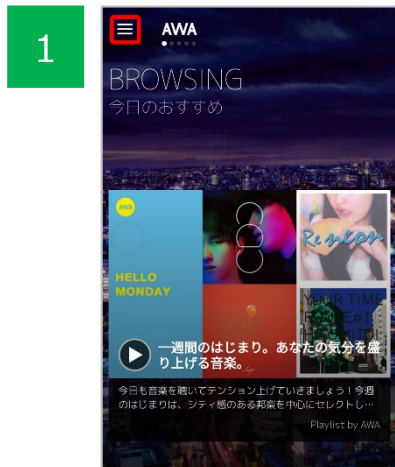 1
AWA
BROWSING
今日のおすすめ
AWA
HELLO
MONDAY
Re neon
YOUR TIME
一週間のはじまり。あなたの気分を盛
り上げる音楽。
今日も音楽を聴いてテンション上げていきましょう！今週
のはじまりは、シティ感のある邦楽を中心にセレクトし…
Playlist by AWA